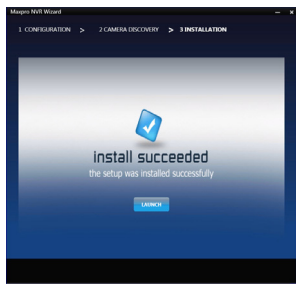 Maxpro NVR Wizard
1 CONFIGURATION > 2 CAMERA DISCOVERY > 3 INSTALLATION
install succeeded
the setup was installed successfully
LAUNCH